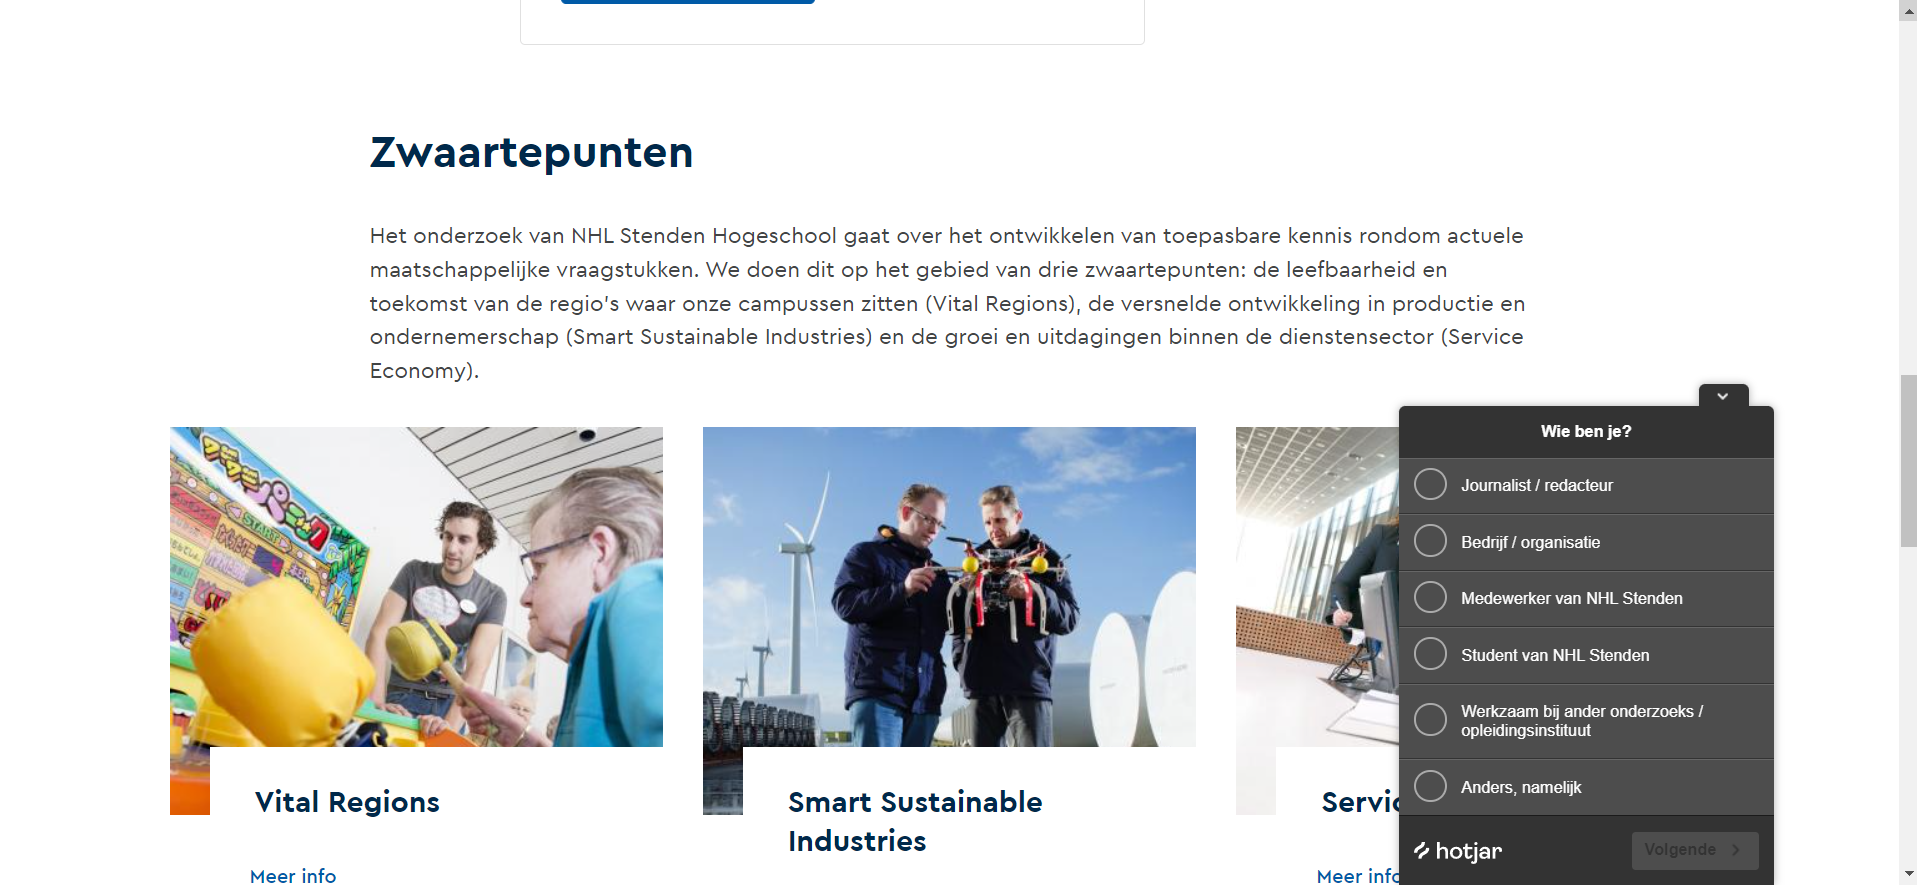 Zwaartepunten
Het onderzoek van NHL Stenden Hogeschool gaat over het ontwikkelen van toepasbare kennis rondom actuele
maatschappelijke vraagstukken. We doen dit op het gebied van drie zwaartepunten: de leefbaarheid en
toekomst van de regio's waar onze campussen zitten (Vital Regions), de versnelde ontwikkeling in productie en
ondernemerschap (Smart Sustainable Industries) en de groei en uitdagingen binnen de dienstensector (Service
Economy).
START
Vital Regions
Meer info
Smart Sustainable
Industries
Servic
Meer info
Wie ben je?
Journalist / redacteur
Bedrijf / organisatie
Medewerker van NHL Stenden
Student van NHL Stenden
Werkzaam bij ander onderzoeks /
opleidingsinstituut
Anders, namelijk
hotjar
Volgende